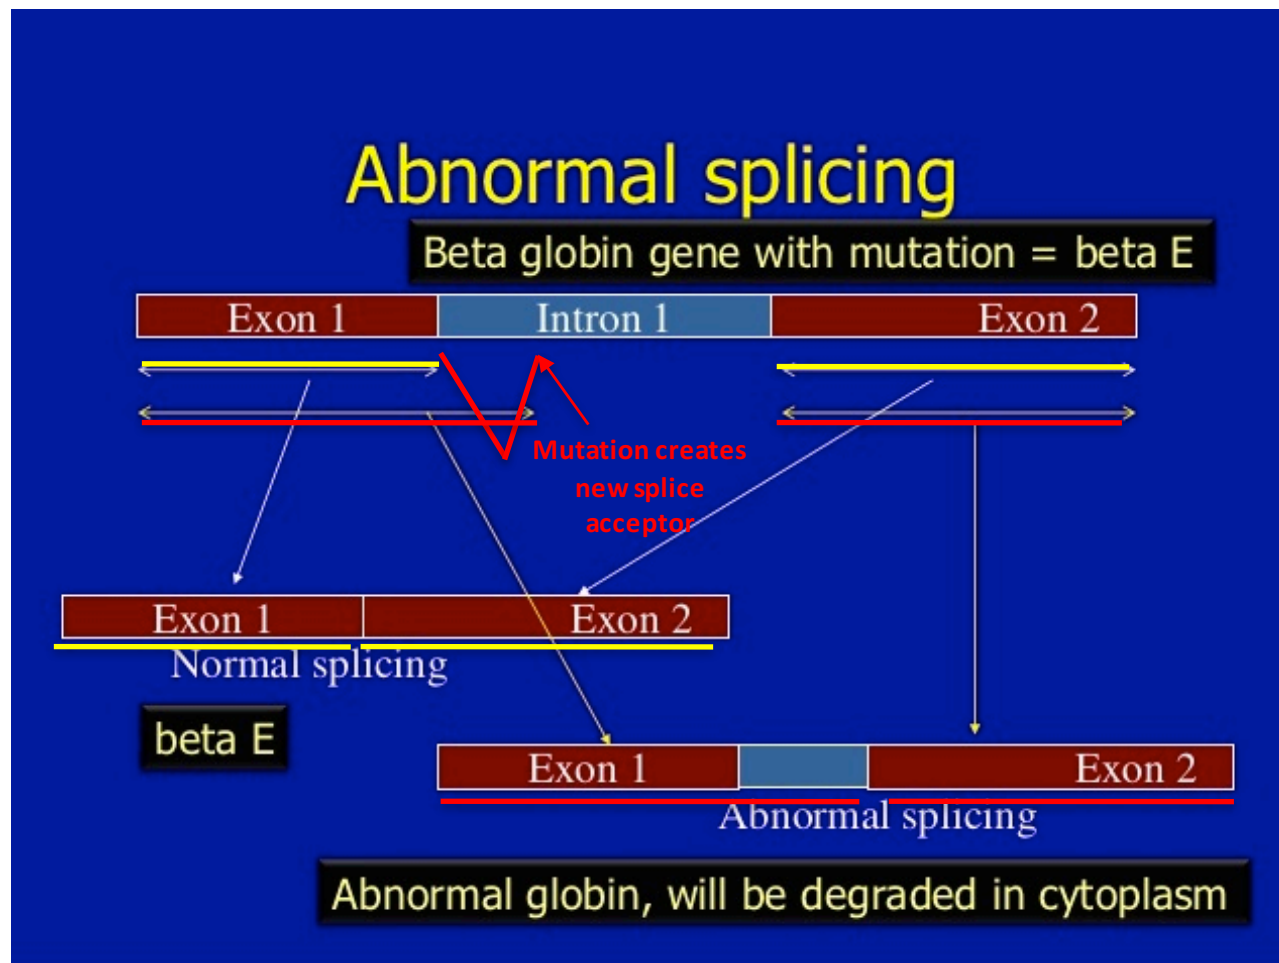 Abnormal splicing
Beta globin gene with mutation = beta E
Exon 1 Intron 1 Exon 2
Mutation creates
new splice
acceptor
Exon 1 Exon 2
Normal splicing
beta E
Exon 1 Exon 2
Abnormal splicing
Abnormal globin, will be degraded in cytoplasm